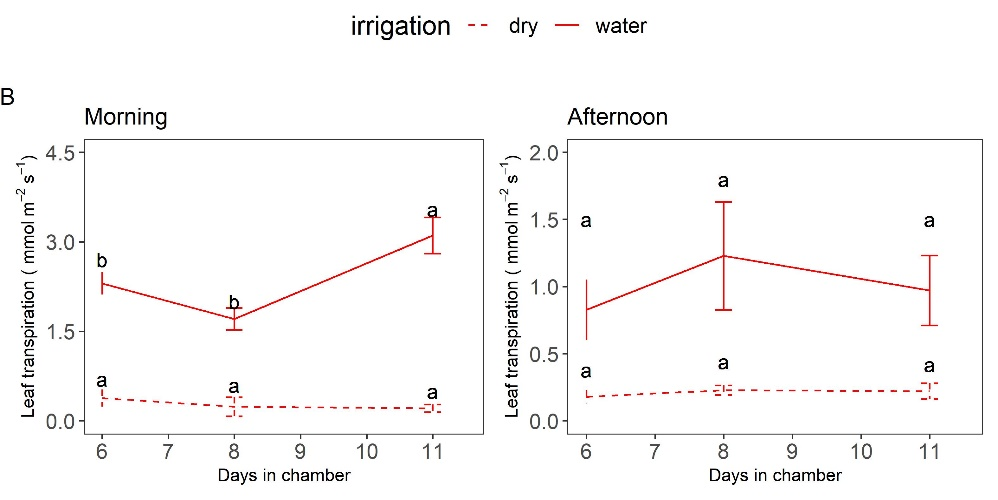 irrigation dry water
B
Morning
Afternoon
Leaf transpiration ( mmol m⁻² s⁻¹)
4.5
3.0
1.5
0.0
b
b
a
a
a
a
6 7 8 9 10 11
Days in chamber
Leaf transpiration ( mmol m⁻² s⁻¹)
2.0
1.5
1.0
0.5
0.0
a
a
a
a
a
a
6 7 8 9 10 11
Days in chamber